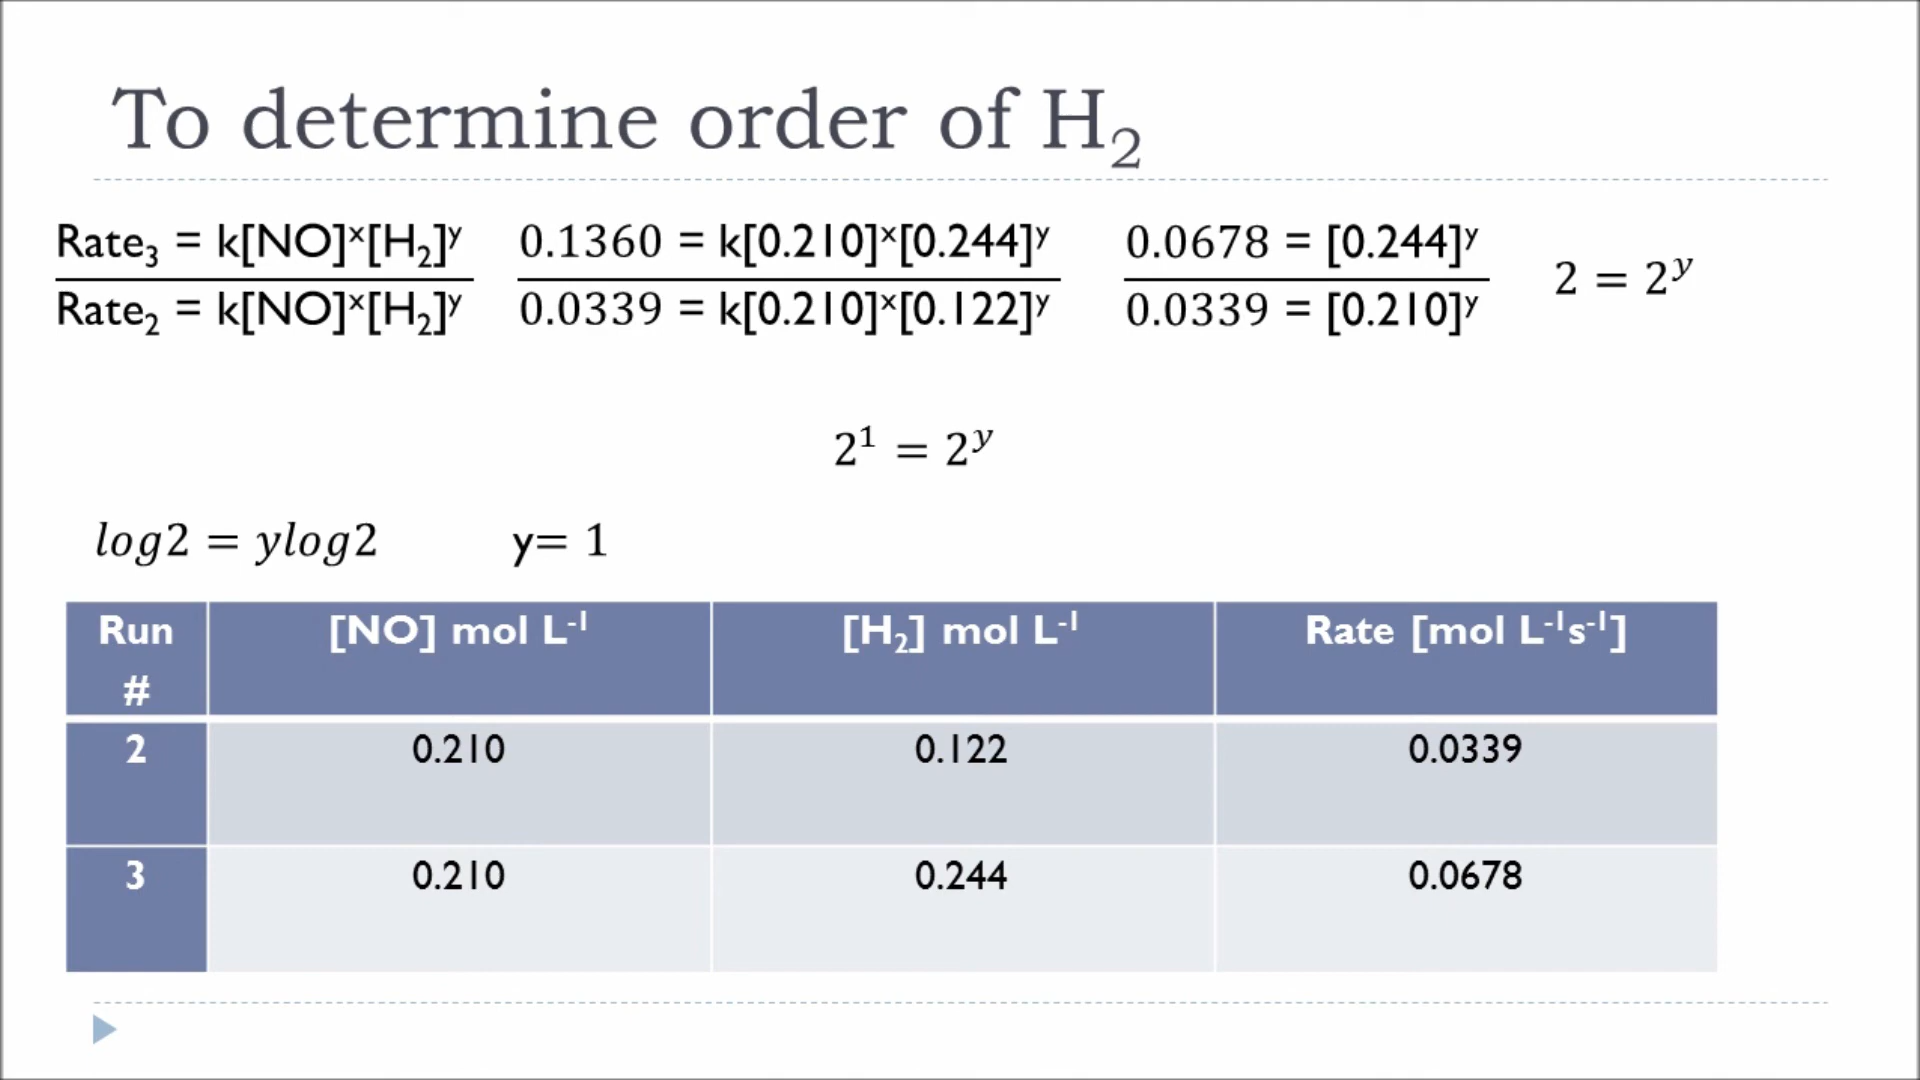 To determine order of H₂
Rate₃ = k[NO]ˣ[H₂]ʸ
Rate₂ = k[NO]ˣ[H₂]ʸ
0.1360 = k[0.210]ˣ[0.244]ʸ
0.0339 = k[0.210]ˣ[0.122]ʸ
0.0678 = [0.244]ʸ
0.0339 = [0.210]ʸ
2 = 2ʸ
2¹ = 2ʸ
log2 = ylog2 y= 1
Run # [NO] mol L⁻¹ [H₂] mol L⁻¹ Rate [mol L⁻¹s⁻¹]
2 0.210 0.122 0.0339
3 0.210 0.244 0.0678